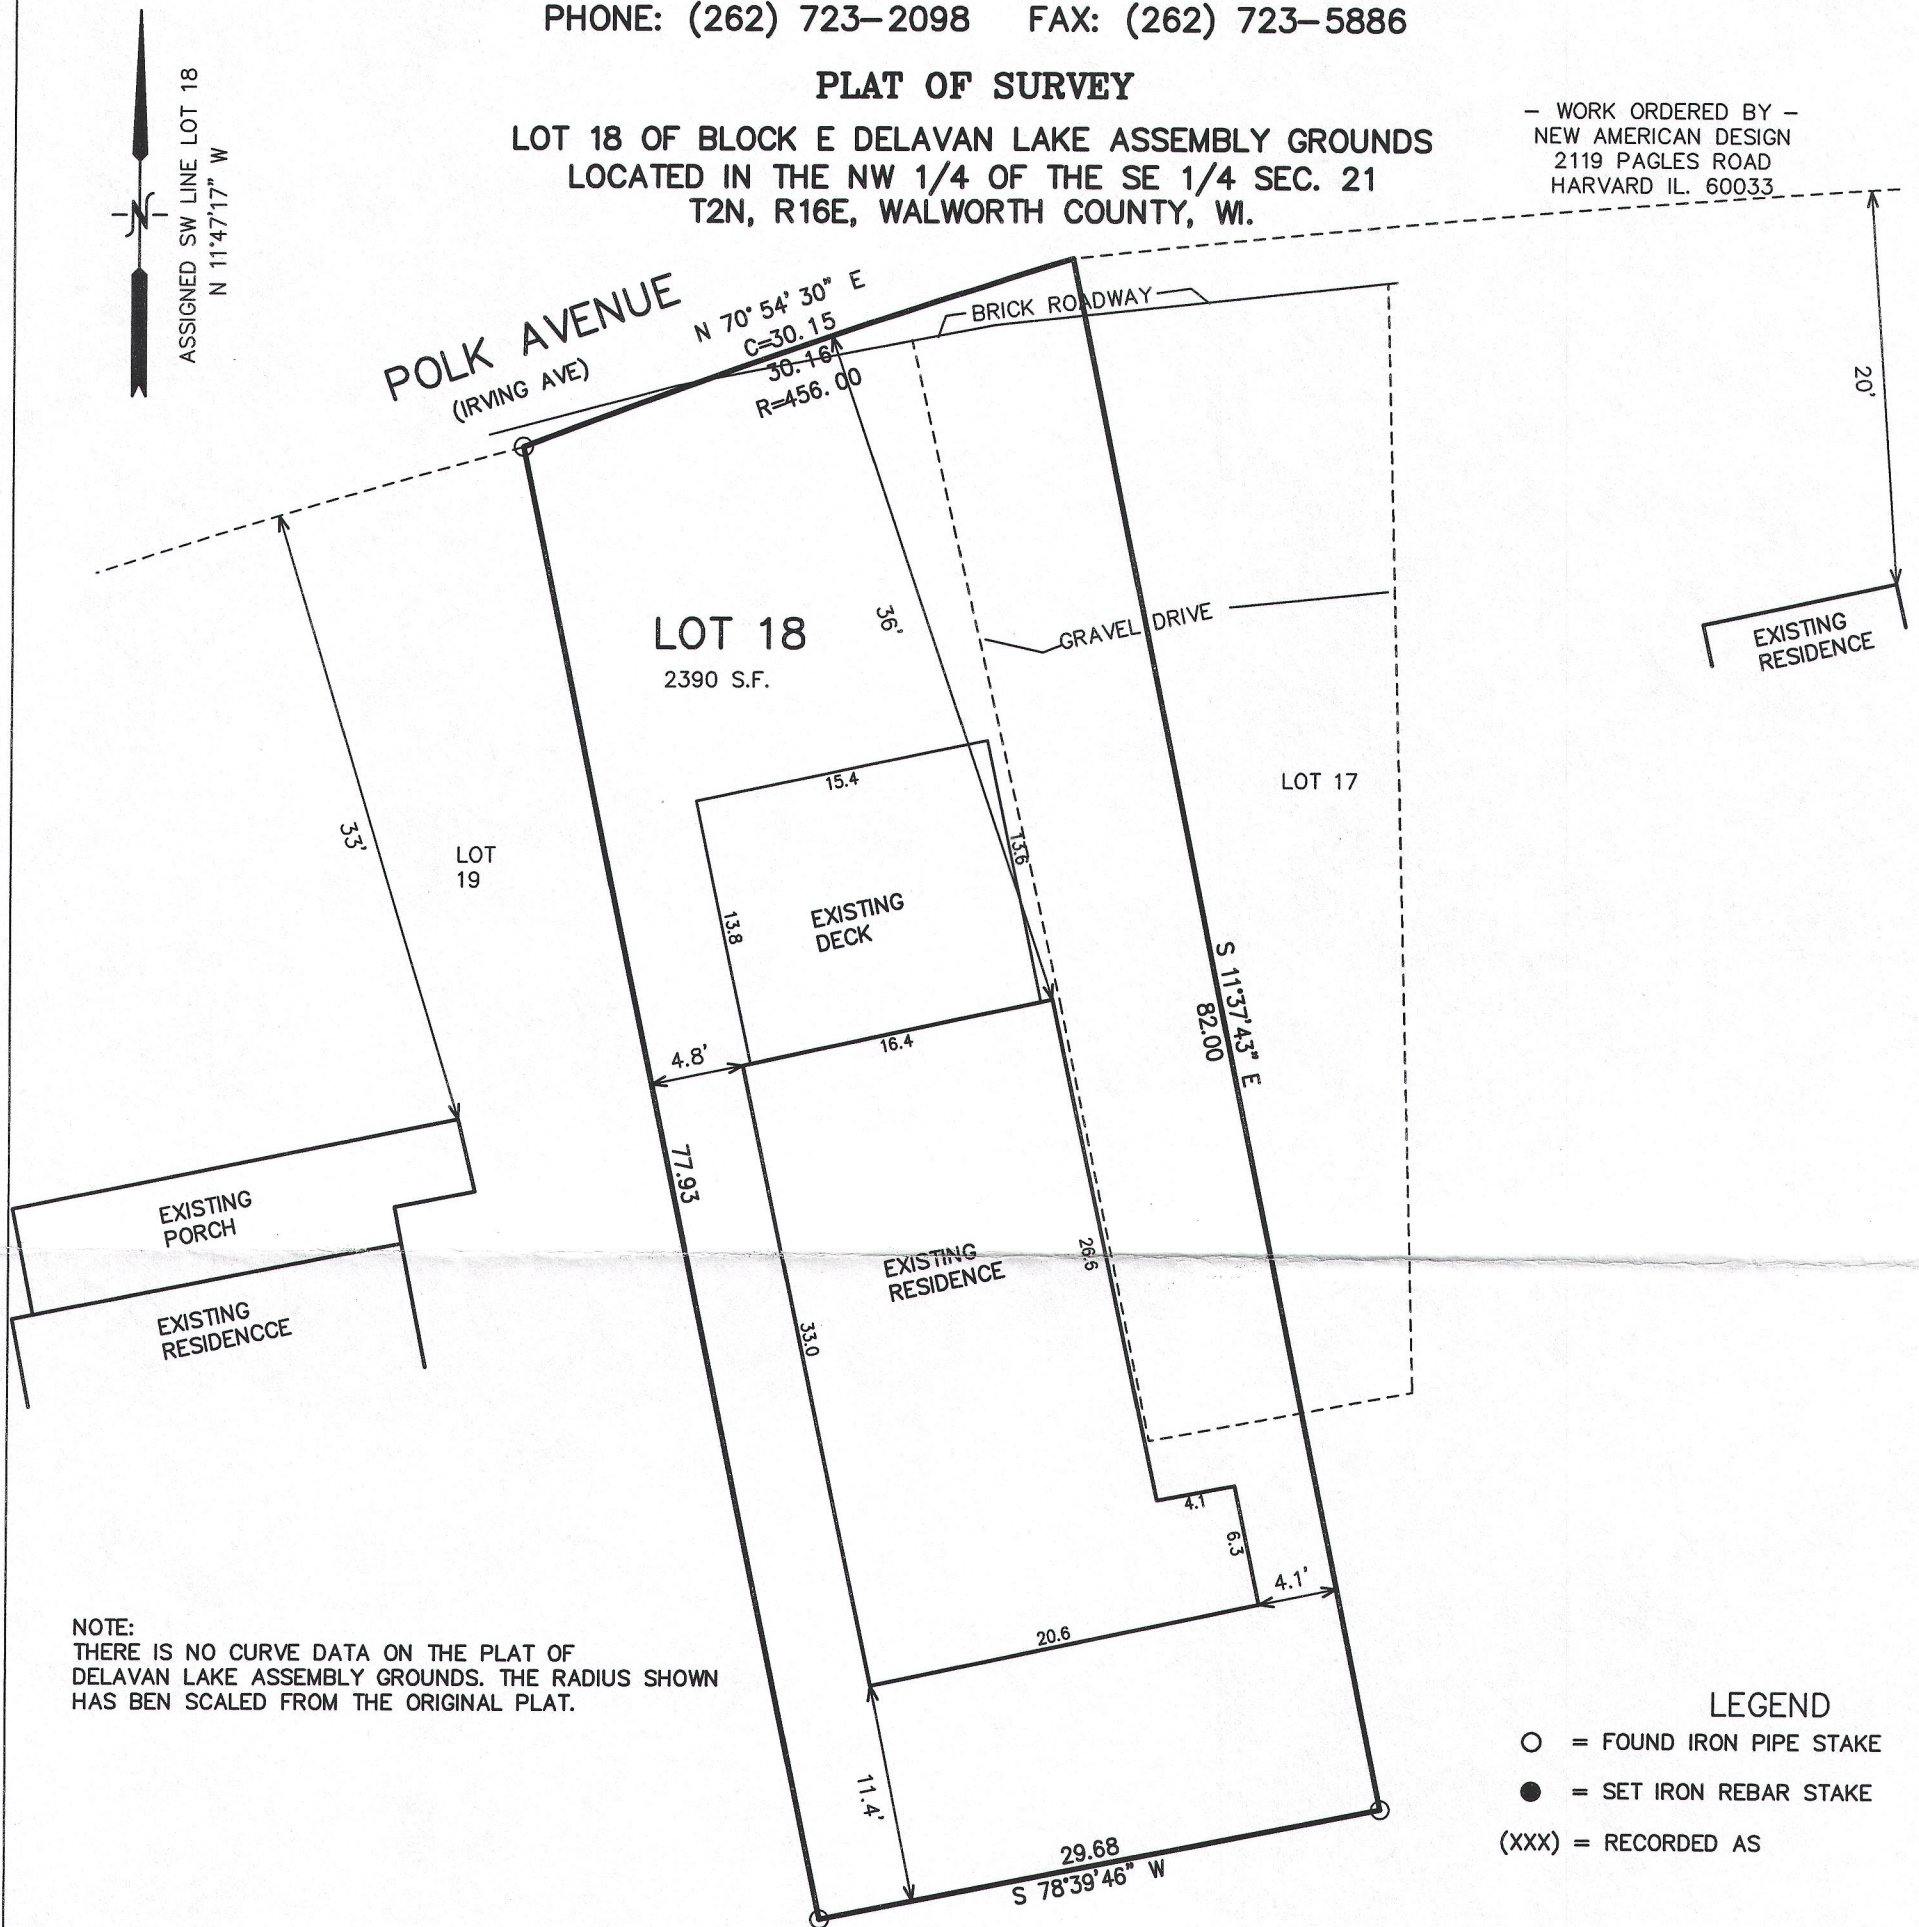 PHONE: (262) 723-2098 FAX: (262) 723-5886
PLAT OF SURVEY
LOT 18 OF BLOCK E DELAVAN LAKE ASSEMBLY GROUNDS
LOCATED IN THE NW 1/4 OF THE SE 1/4 SEC. 21
T2N, R16E, WALWORTH COUNTY, WI.
- WORK ORDERED BY -
NEW AMERICAN DESIGN
2119 PAGLES ROAD
HARVARD IL. 60033
ASSIGNED SW LINE LOT 18
N 11°47'17" W
N
POLK AVENUE
(IRVING AVE)
N 70° 54' 30" E
C=30.15
30.16
R=456.00
BRICK ROADWAY
20'
36'
GRAVEL DRIVE
EXISTING
RESIDENCE
LOT 18
2390 S.F.
LOT 17
33'
LOT
19
15.4
13.6
13.8
EXISTING
DECK
S 11°37'43" E
82.00
16.4
4.8'
77.93
EXISTING
PORCH
EXISTING
RESIDENCCE
EXISTING
RESIDENCE
26.6
33.0
4.1
6.3
4.1'
20.6
11.4'
29.68
S 78°39'46" W
NOTE:
THERE IS NO CURVE DATA ON THE PLAT OF
DELAVAN LAKE ASSEMBLY GROUNDS. THE RADIUS SHOWN
HAS BEN SCALED FROM THE ORIGINAL PLAT.
LEGEND
= FOUND IRON PIPE STAKE
= SET IRON REBAR STAKE
(XXX) = RECORDED AS